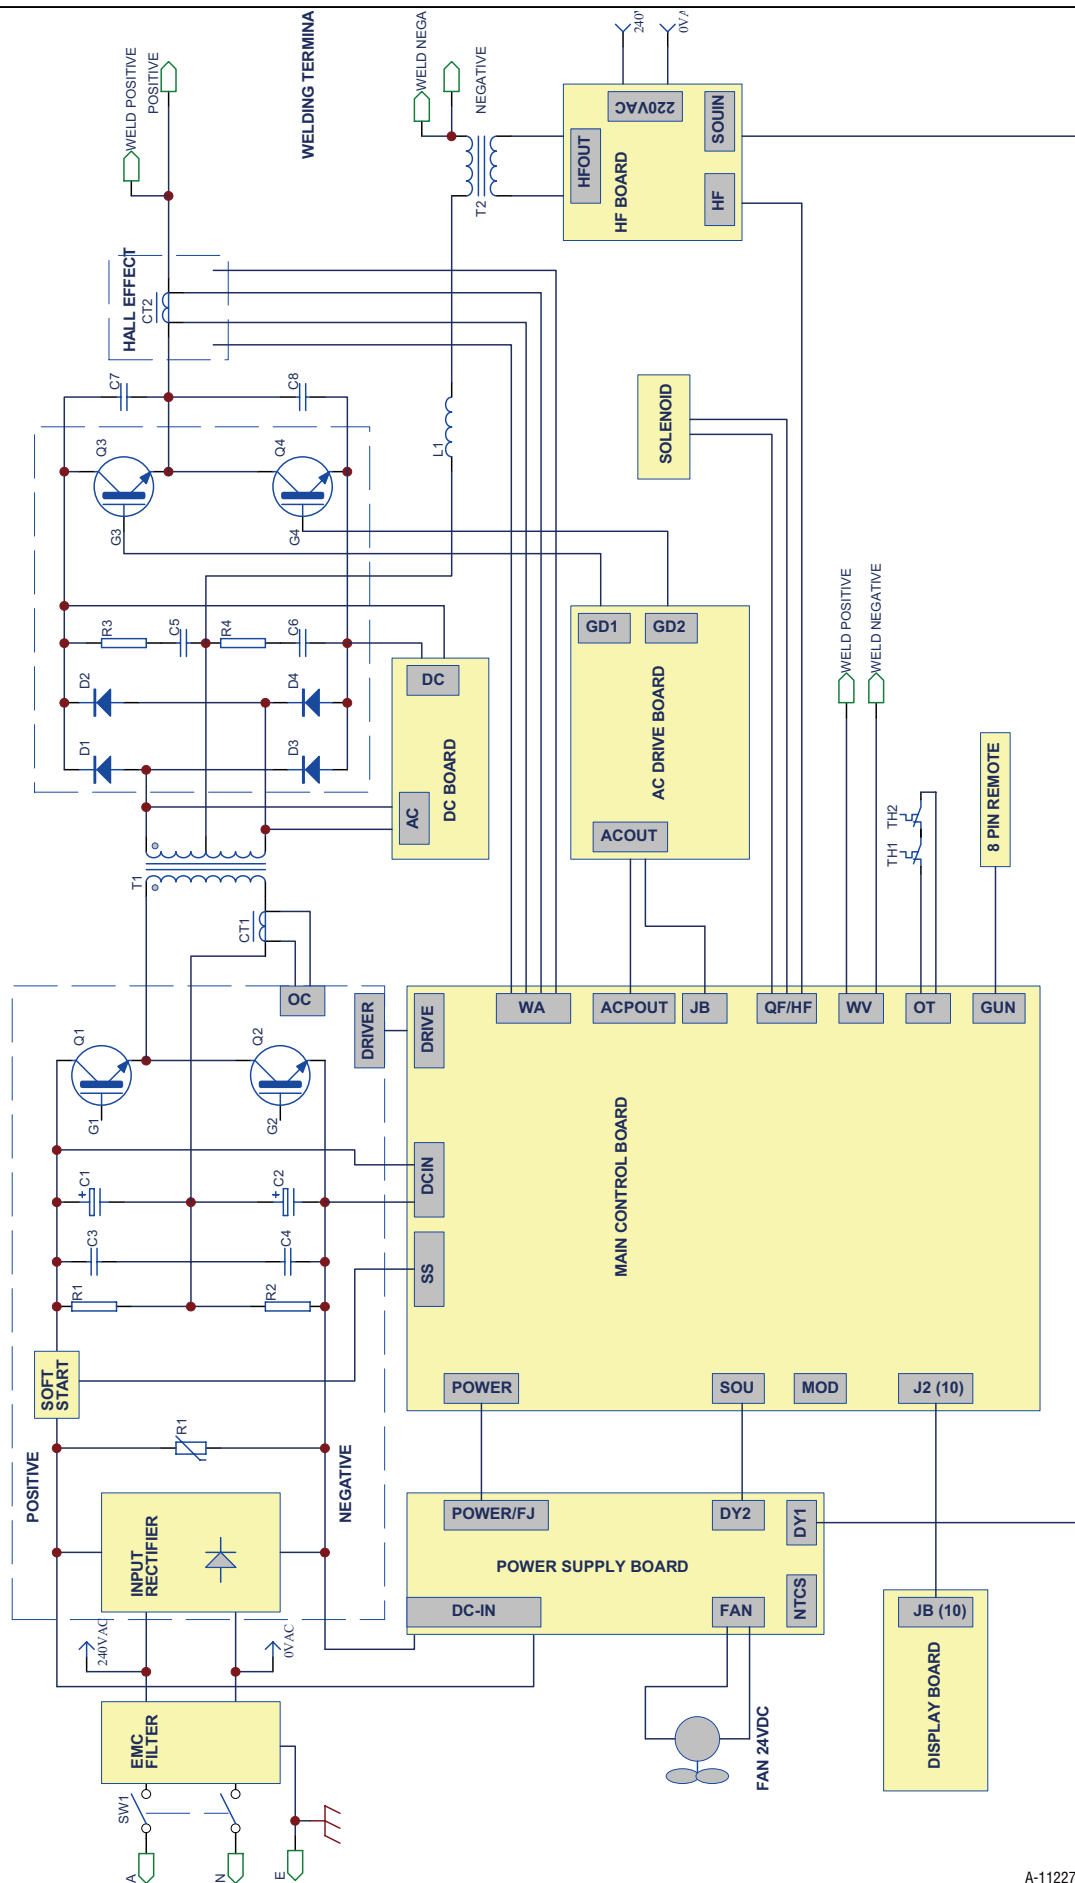 WELD POSITIVE
POSITIVE
WELDING TERMINA
WELD NEGA
NEGATIVE
240V
0VA
220VAC
HFOUT
SOUIN
HF
HF BOARD
T2
HALL EFFECT
CT2
C7
C8
Q3
Q4
G3
G4
L1
SOLENOID
R3
C5
R4
C6
D2
D4
D1
D3
DC
AC
DC BOARD
GD1
GD2
AC DRIVE BOARD
ACOUT
WELD POSITIVE
WELD NEGATIVE
TH2
TH1
8 PIN REMOTE
T1
CT1
OC
Q1
Q2
G1
G2
DRIVER
DRIVE
WA
ACPOUT
JB
QF/HF
WV
OT
GUN
+
C1
+
C2
C3
C4
R1
R2
DCIN
SS
MAIN CONTROL BOARD
SOFT
START
POWER
SOU
MOD
J2 (10)
R1
POSITIVE
NEGATIVE
INPUT
RECTIFIER
POWER/FJ
DY2
DY1
POWER SUPPLY BOARD
DC-IN
FAN
NTCS
JB (10)
DISPLAY BOARD
240VAC
0VAC
EMC
FILTER
FAN 24VDC
SW1
A
N
E
A-11227